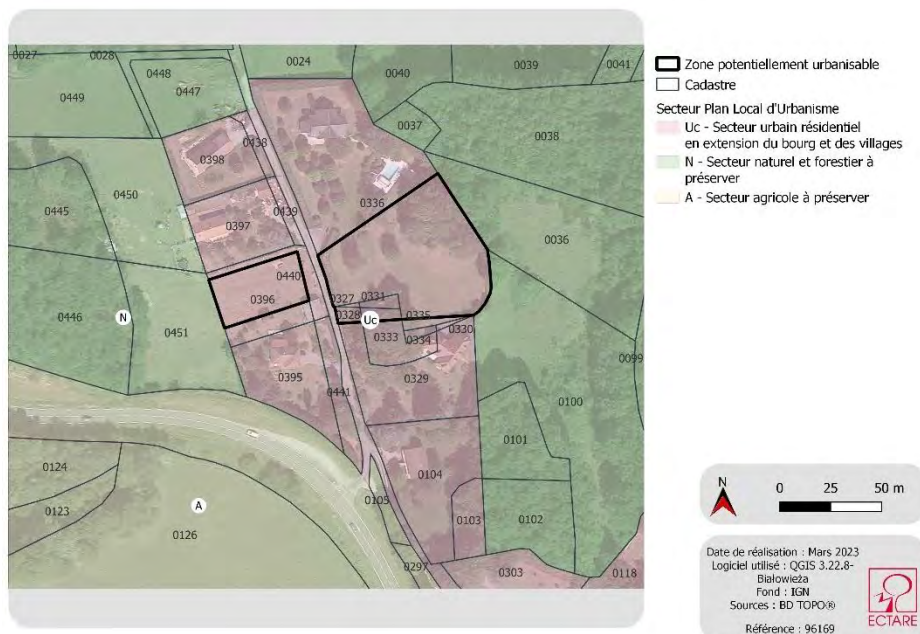 0027
0028
0448
0447
0449
0024
0040
0039
0041
0037
0038
0438
0398
0450
0445
0439
0397
0336
0036
0440
0396
0446
N
0451
0327
0331
0328
Uc
0335
0330
0333
0334
0329
0395
0441
0099
0100
0101
0104
0102
0103
0105
0124
0123
A
0126
0297
0303
0118
Zone potentiellement urbanisable
Cadastre
Secteur Plan Local d'Urbanisme
Uc - Secteur urbain résidentiel
en extension du bourg et des villages
N - Secteur naturel et forestier à
préserver
A - Secteur agricole à préserver
N
0 25 50 m
Date de réalisation : Mars 2023
Logiciel utilisé : QGIS 3.22.8-
Białowieża
Fond : IGN
Sources : BD TOPO®
Référence : 96169
ECTARE